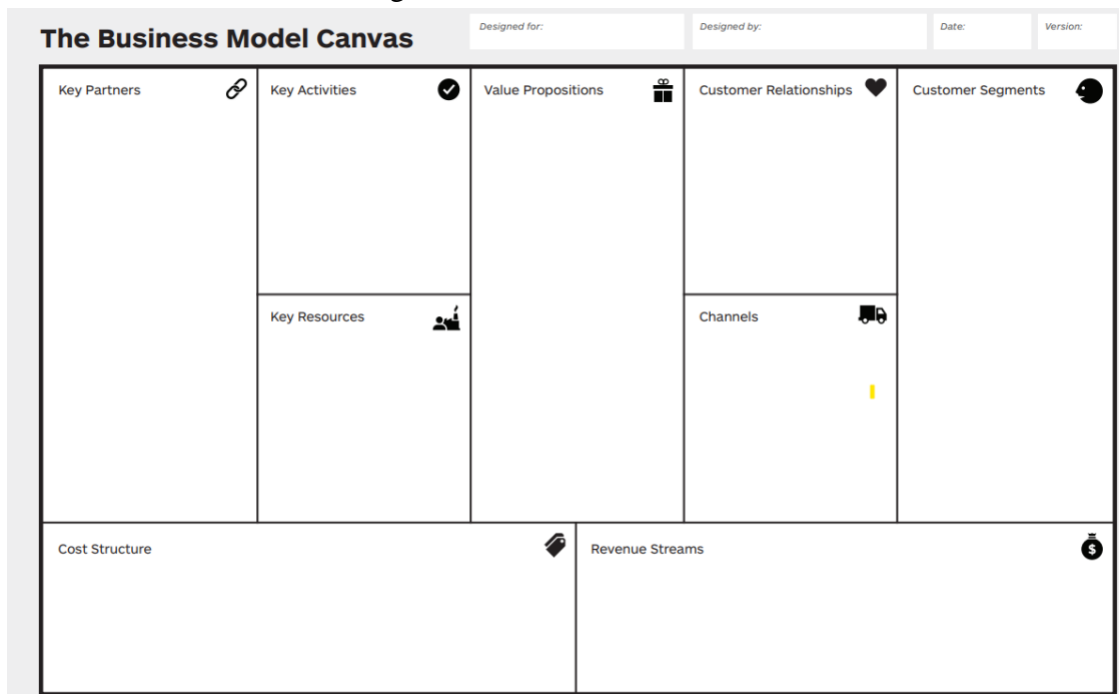 The Business Model Canvas
Designed for:
Designed by:
Date:
Version:
Key Partners
Key Activities
Value Propositions
Customer Relationships
Customer Segments
Key Resources
Channels
Cost Structure
Revenue Streams
$